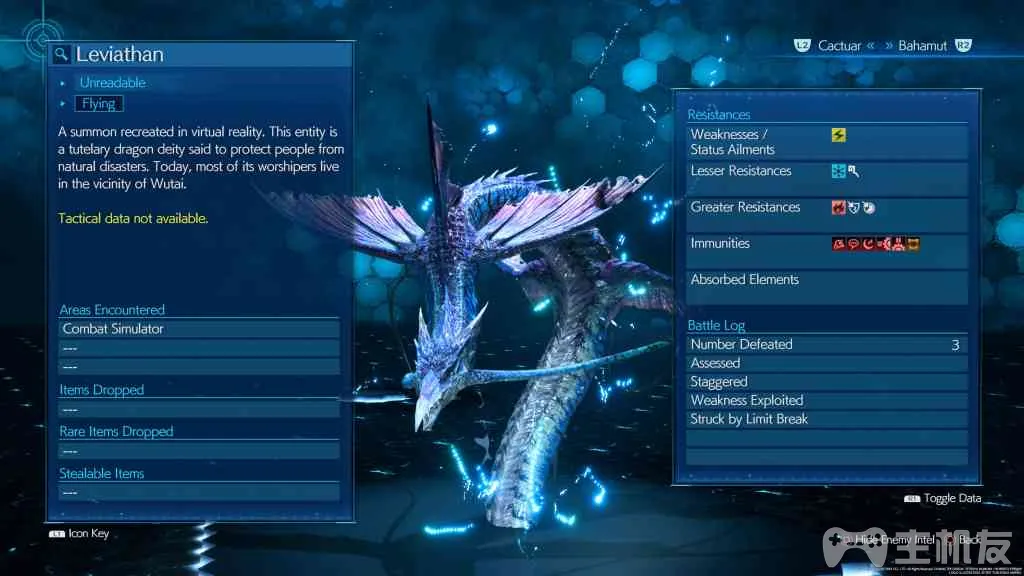 Leviathan
Unreadable
Flying
A summon recreated in virtual reality. This entity is
a tutelary dragon deity said to protect people from
natural disasters. Today, most of its worshipers live
in the vicinity of Wutai.
Tactical data not available.
Areas Encountered
Combat Simulator
---
---
Items Dropped
---
Rare Items Dropped
---
Stealable Items
---
L1 Icon Key
L2 Cactuar « » Bahamut R2
Resistances
Weaknesses /
Status Ailments
Lesser Resistances
Greater Resistances
Immunities
Absorbed Elements
Battle Log
Number Defeated 3
Assessed
Staggered
Weakness Exploited
Struck by Limit Break
R1 Toggle Data
Hide Enemy Intel Back
主机友